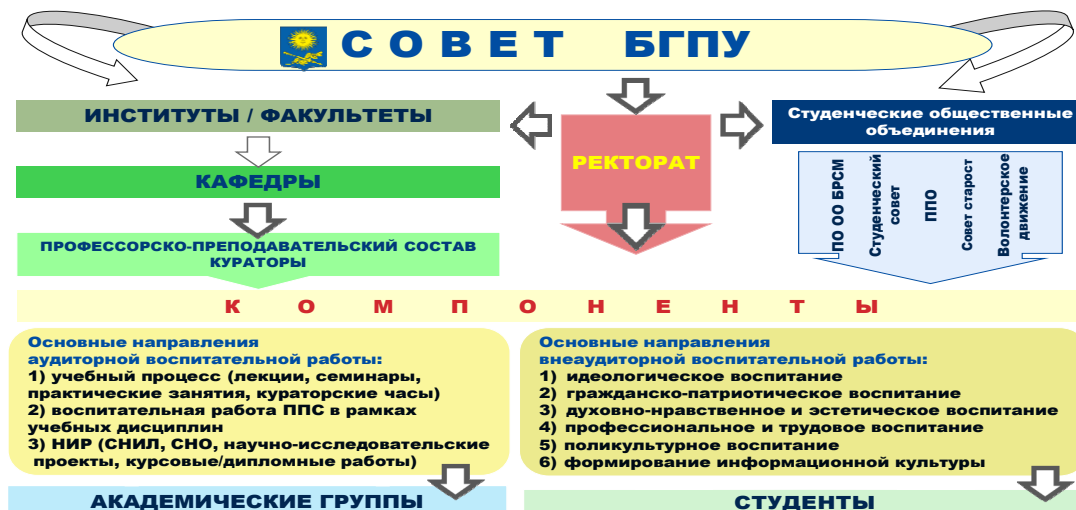 СОВЕТ БГПУ
ИНСТИТУТЫ / ФАКУЛЬТЕТЫ
КАФЕДРЫ
ПРОФЕССОРСКО-ПРЕПОДАВАТЕЛЬСКИЙ СОСТАВ
КУРАТОРЫ
РЕКТОРАТ
Студенческие общественные
объединения
ПО ОО БРСМ
Студенческий
совет
ППО
Совет старост
Волонтерское
движение
КОМПОНЕНТЫ
Основные направления
аудиторной воспитательной работы:
1) учебный процесс (лекции, семинары,
практические занятия, кураторские часы)
2) воспитательная работа ППС в рамках
учебных дисциплин
3) НИР (СНИЛ, СНО, научно-исследовательские
проекты, курсовые/дипломные работы)
АКАДЕМИЧЕСКИЕ ГРУППЫ
Основные направления
внеаудиторной воспитательной работы:
1) идеологическое воспитание
2) гражданско-патриотическое воспитание
3) духовно-нравственное и эстетическое воспитание
4) профессиональное и трудовое воспитание
5) поликультурное воспитание
6) формирование информационной культуры
СТУДЕНТЫ